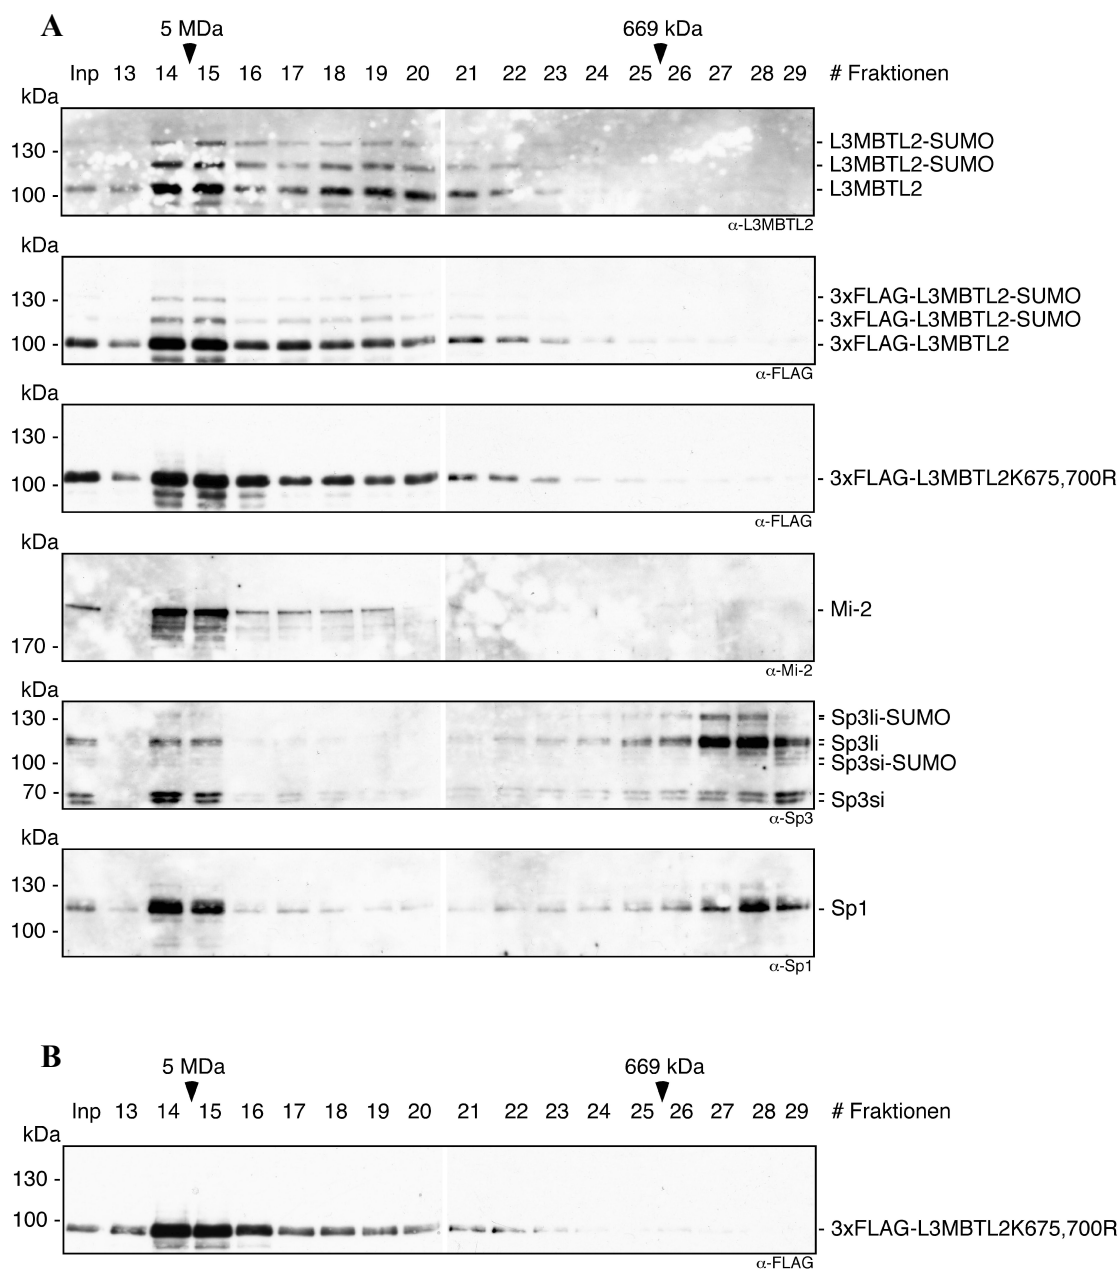 A
5 MDa 669 kDa
Inp 13 14 15 16 17 18 19 20 21 22 23 24 25 26 27 28 29 # Fraktionen
kDa
130 -
100 -
- L3MBTL2-SUMO
- L3MBTL2-SUMO
- L3MBTL2
α-L3MBTL2
kDa
130 -
100 -
- 3xFLAG-L3MBTL2-SUMO
- 3xFLAG-L3MBTL2-SUMO
- 3xFLAG-L3MBTL2
α-FLAG
kDa
130 -
100 -
- 3xFLAG-L3MBTL2K675,700R
α-FLAG
kDa
- Mi-2
170 -
α-Mi-2
kDa
130 -
100 -
70 -
Sp3li-SUMO
Sp3li
Sp3si-SUMO
Sp3si
α-Sp3
kDa
130 -
100 -
- Sp1
α-Sp1
B
5 MDa 669 kDa
Inp 13 14 15 16 17 18 19 20 21 22 23 24 25 26 27 28 29 # Fraktionen
kDa
130 -
100 -
- 3xFLAG-L3MBTL2K675,700R
α-FLAG